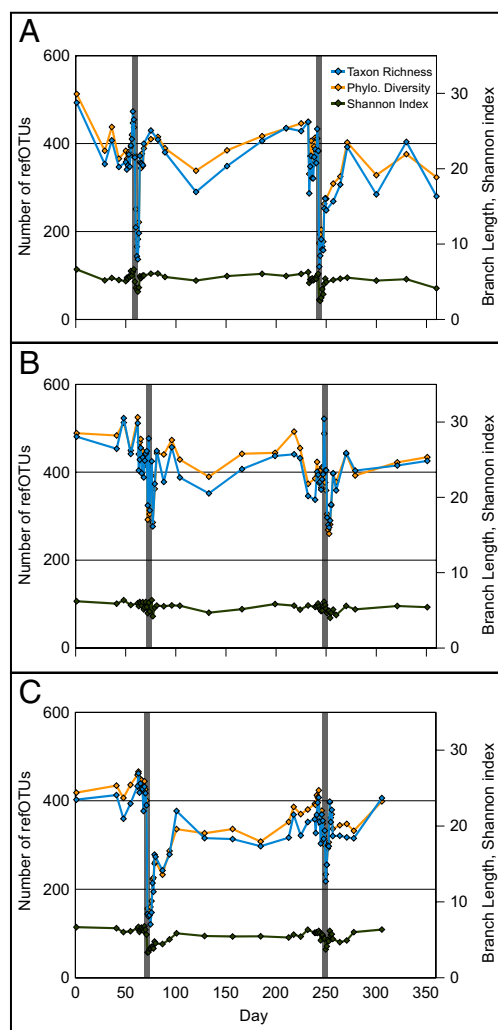 A
600
400
200
0
Number of refOTUs
Taxon Richness
Phylo. Diversity
Shannon Index
30
20
10
0
Branch Length, Shannon index
B
600
400
200
0
Number of refOTUs
30
20
10
0
Branch Length, Shannon index
C
600
400
200
0
Number of refOTUs
30
20
10
0
Branch Length, Shannon index
0 50 100 150 200 250 300 350
Day